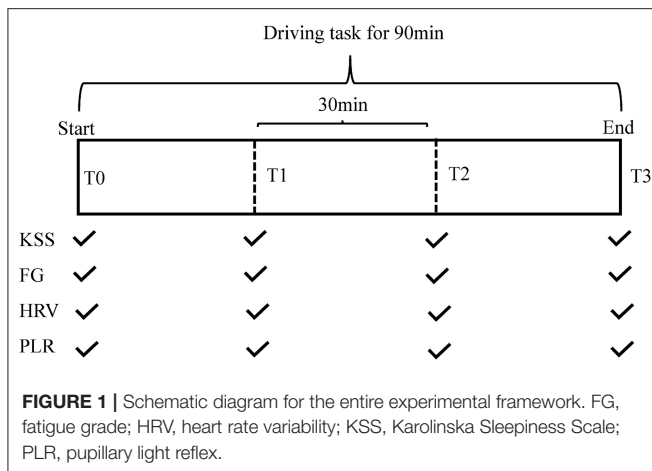 Driving task for 90min
30min
Start End
T0 T1 T2 T3
KSS
FG
HRV
PLR
FIGURE 1 | Schematic diagram for the entire experimental framework. FG,
fatigue grade; HRV, heart rate variability; KSS, Karolinska Sleepiness Scale;
PLR, pupillary light reflex.